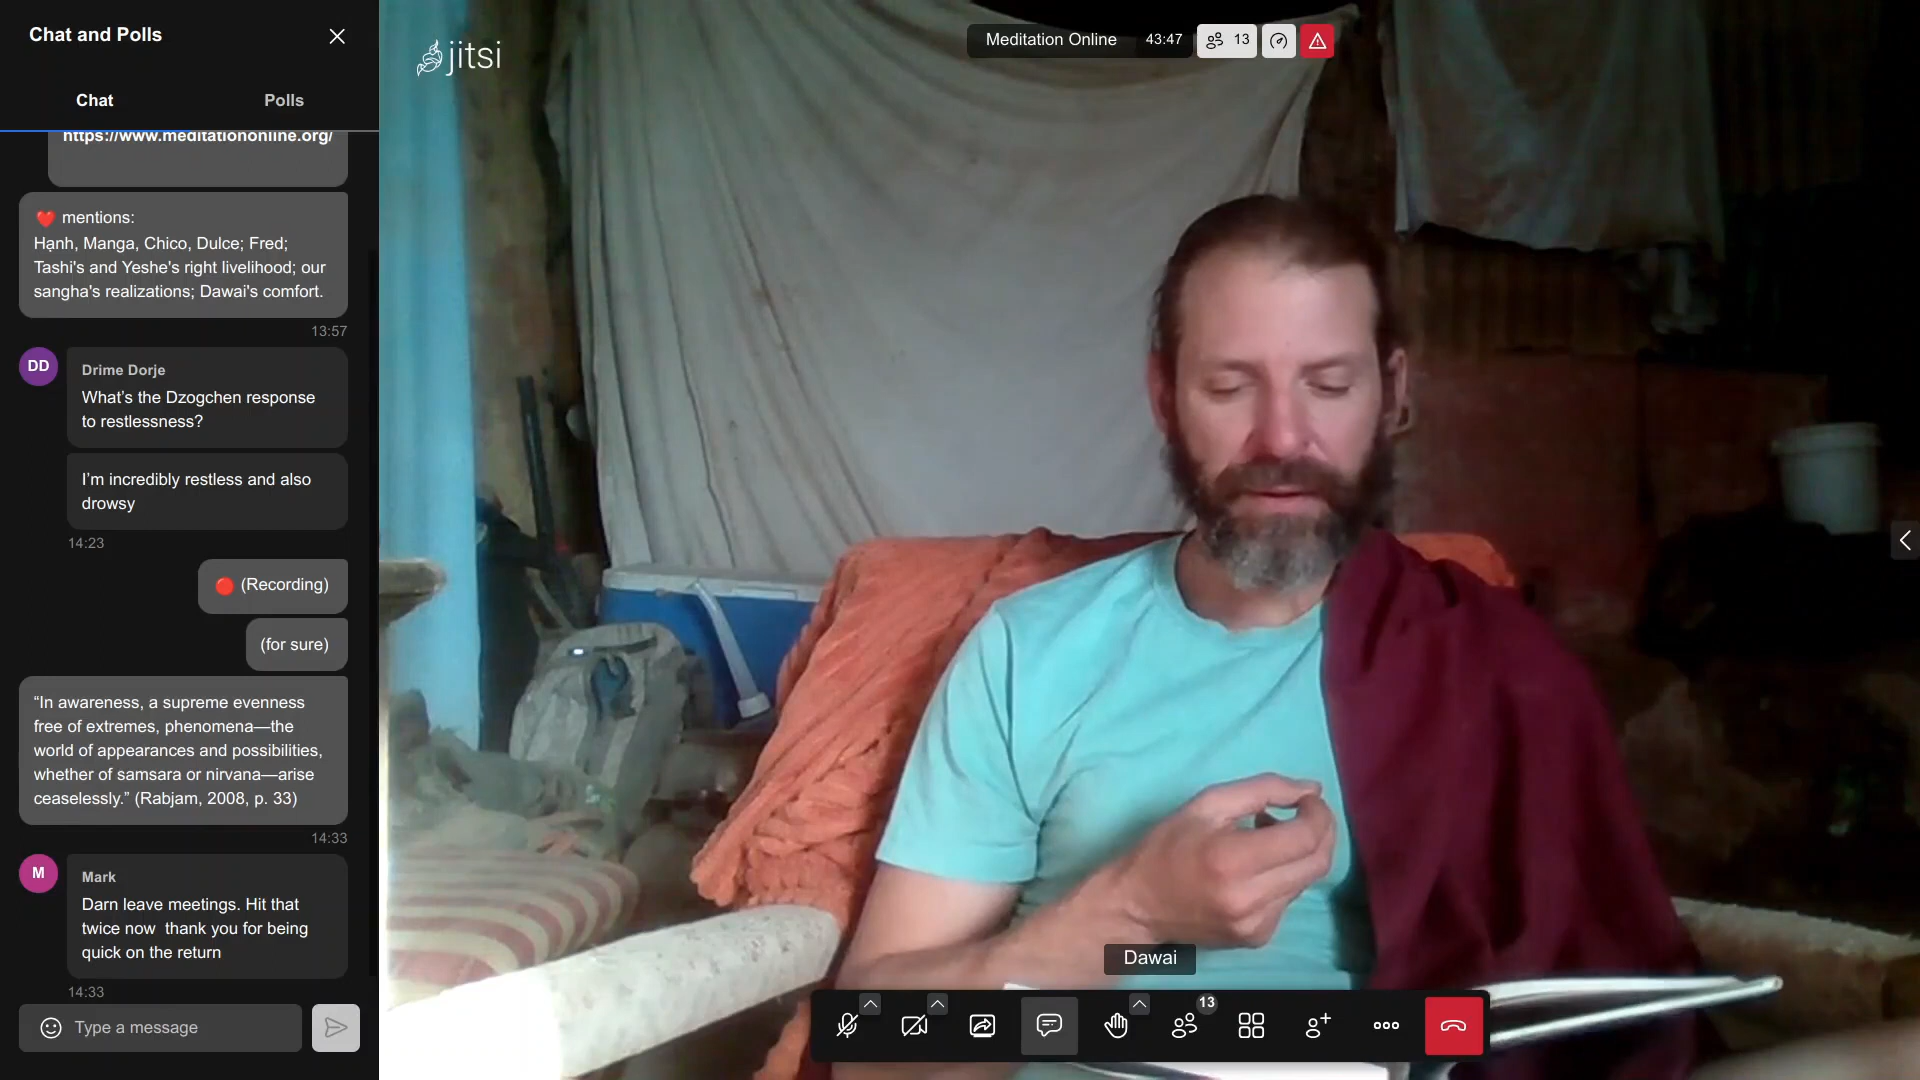 Chat and Polls
Chat
Polls
https://www.meditationonline.org/
❤️ mentions:
Hạnh, Manga, Chico, Dulce; Fred;
Tashi's and Yeshe's right livelihood; our
sangha's realizations; Dawai's comfort.
13:57
DD
Drime Dorje
What’s the Dzogchen response
to restlessness?
I’m incredibly restless and also
drowsy
14:23
🔴 (Recording)
(for sure)
“In awareness, a supreme evenness
free of extremes, phenomena—the
world of appearances and possibilities,
whether of samsara or nirvana—arise
ceaselessly.” (Rabjam, 2008, p. 33)
14:33
M
Mark
Darn leave meetings. Hit that
twice now  thank you for being
quick on the return
14:33
Type a message
jitsi
Meditation Online
43:47
13
Dawai
13